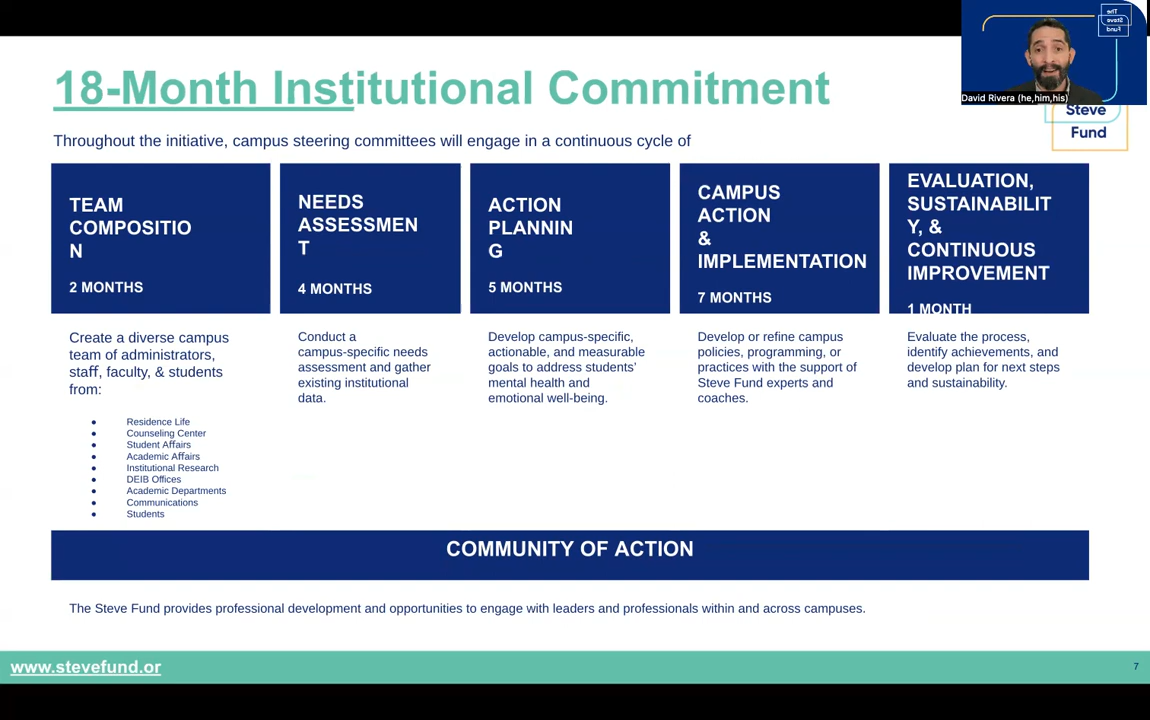 18-Month Institutional Commitment
Throughout the initiative, campus steering committees will engage in a continuous cycle of
The
Steve
Fund
David Rivera (he,him,his)
Steve
Fund
TEAM
COMPOSITIO
N
2 MONTHS
NEEDS
ASSESSMEN
T
4 MONTHS
ACTION
PLANNIN
G
5 MONTHS
CAMPUS
ACTION
&
IMPLEMENTATION
7 MONTHS
EVALUATION,
SUSTAINABILIT
Y, &
CONTINUOUS
IMPROVEMENT
1 MONTH
Create a diverse campus
team of administrators,
staff, faculty, & students
from:
● Residence Life
● Counseling Center
● Student Affairs
● Academic Affairs
● Institutional Research
● DEIB Offices
● Academic Departments
● Communications
● Students
Conduct a
campus-specific needs
assessment and gather
existing institutional
data.
Develop campus-specific,
actionable, and measurable
goals to address students’
mental health and
emotional well-being.
Develop or refine campus
policies, programming, or
practices with the support of
Steve Fund experts and
coaches.
Evaluate the process,
identify achievements, and
develop plan for next steps
and sustainability.
COMMUNITY OF ACTION
The Steve Fund provides professional development and opportunities to engage with leaders and professionals within and across campuses.
www.stevefund.or
7